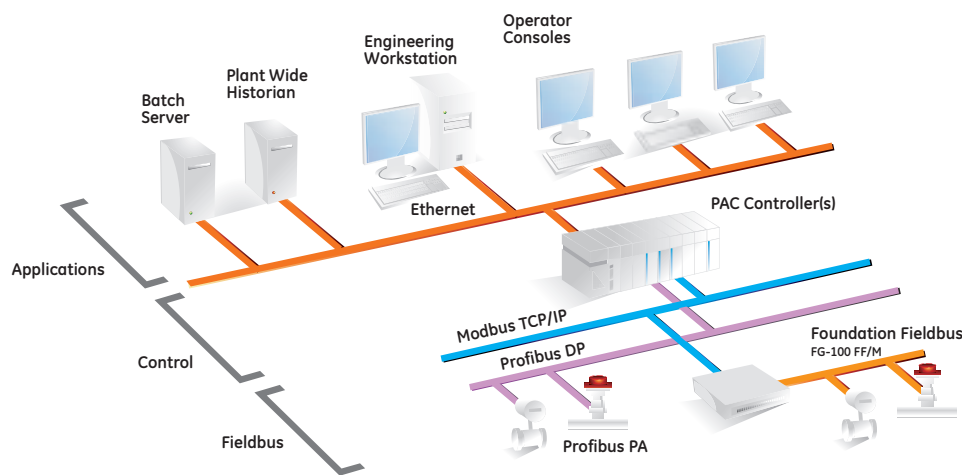 Operator
Consoles
Engineering
Workstation
Plant Wide
Historian
Batch
Server
Ethernet
PAC Controller(s)
Applications
Modbus TCP/IP
Foundation Fieldbus
FG-100 FF/M
Profibus DP
Control
Fieldbus
Profibus PA